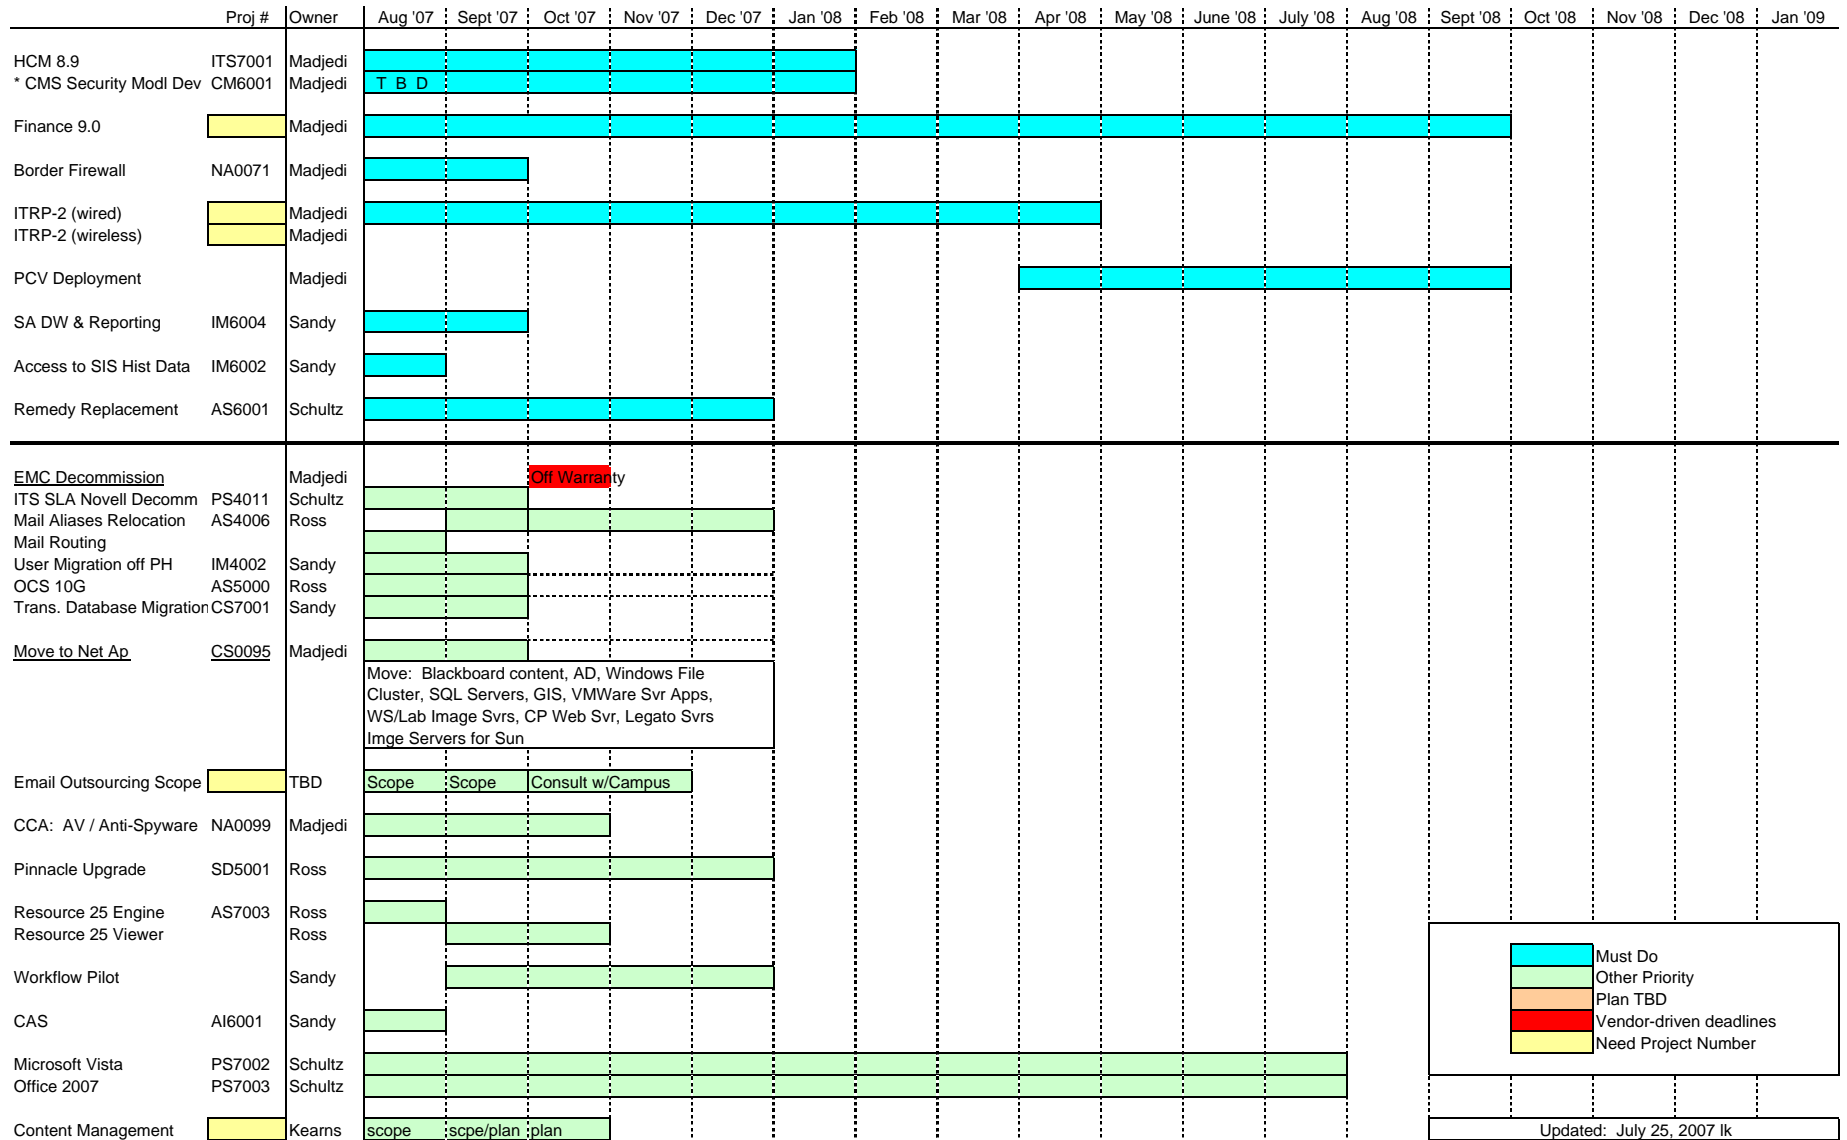 Proj # Owner Aug '07 Sept '07 Oct '07 Nov '07 Dec '07 Jan '08 Feb '08 Mar '08 Apr '08 May '08 June '08 July '08 Aug '08 Sept '08 Oct '08 Nov '08 Dec '08 Jan '09
HCM 8.9 ITS7001 Madjedi
* CMS Security Modl Dev CM6001 Madjedi T B D
Finance 9.0 Madjedi
Border Firewall NA0071 Madjedi
ITRP-2 (wired) Madjedi
ITRP-2 (wireless) Madjedi
PCV Deployment Madjedi
SA DW & Reporting IM6004 Sandy
Access to SIS Hist Data IM6002 Sandy
Remedy Replacement AS6001 Schultz
EMC Decommission Madjedi Off Warranty
ITS SLA Novell Decomm PS4011 Schultz
Mail Aliases Relocation AS4006 Ross
Mail Routing
User Migration off PH IM4002 Sandy
OCS 10G AS5000 Ross
Trans. Database Migration CS7001 Sandy
Move to Net Ap CS0095 Madjedi
Move: Blackboard content, AD, Windows File
Cluster, SQL Servers, GIS, VMWare Svr Apps,
WS/Lab Image Svrs, CP Web Svr, Legato Svrs
Imge Servers for Sun
Email Outsourcing Scope TBD Scope Scope Consult w/Campus
CCA: AV / Anti-Spyware NA0099 Madjedi
Pinnacle Upgrade SD5001 Ross
Resource 25 Engine AS7003 Ross
Resource 25 Viewer Ross
Workflow Pilot Sandy
CAS AI6001 Sandy
Microsoft Vista PS7002 Schultz
Office 2007 PS7003 Schultz
Content Management Kearns scope scpe/plan plan
Must Do
Other Priority
Plan TBD
Vendor-driven deadlines
Need Project Number
Updated: July 25, 2007 lk